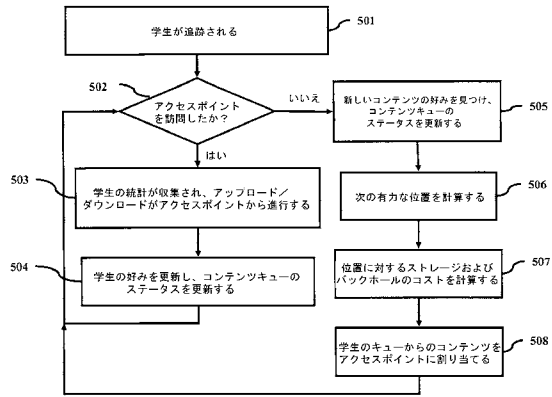 学生が追跡される
501
502
アクセスポイント
を訪問したか？
いいえ
はい
新しいコンテンツの好みを見つけ、
コンテンツキューの
ステータスを更新する
505
503
学生の統計が収集され、アップロード／
ダウンロードがアクセスポイントから進行する
次の有力な位置を計算する
506
504
学生の好みを更新し、コンテンツキューの
ステータスを更新する
位置に対するストレージおよび
バックホールのコストを計算する
507
学生のキューからのコンテンツを
アクセスポイントに割り当てる
508